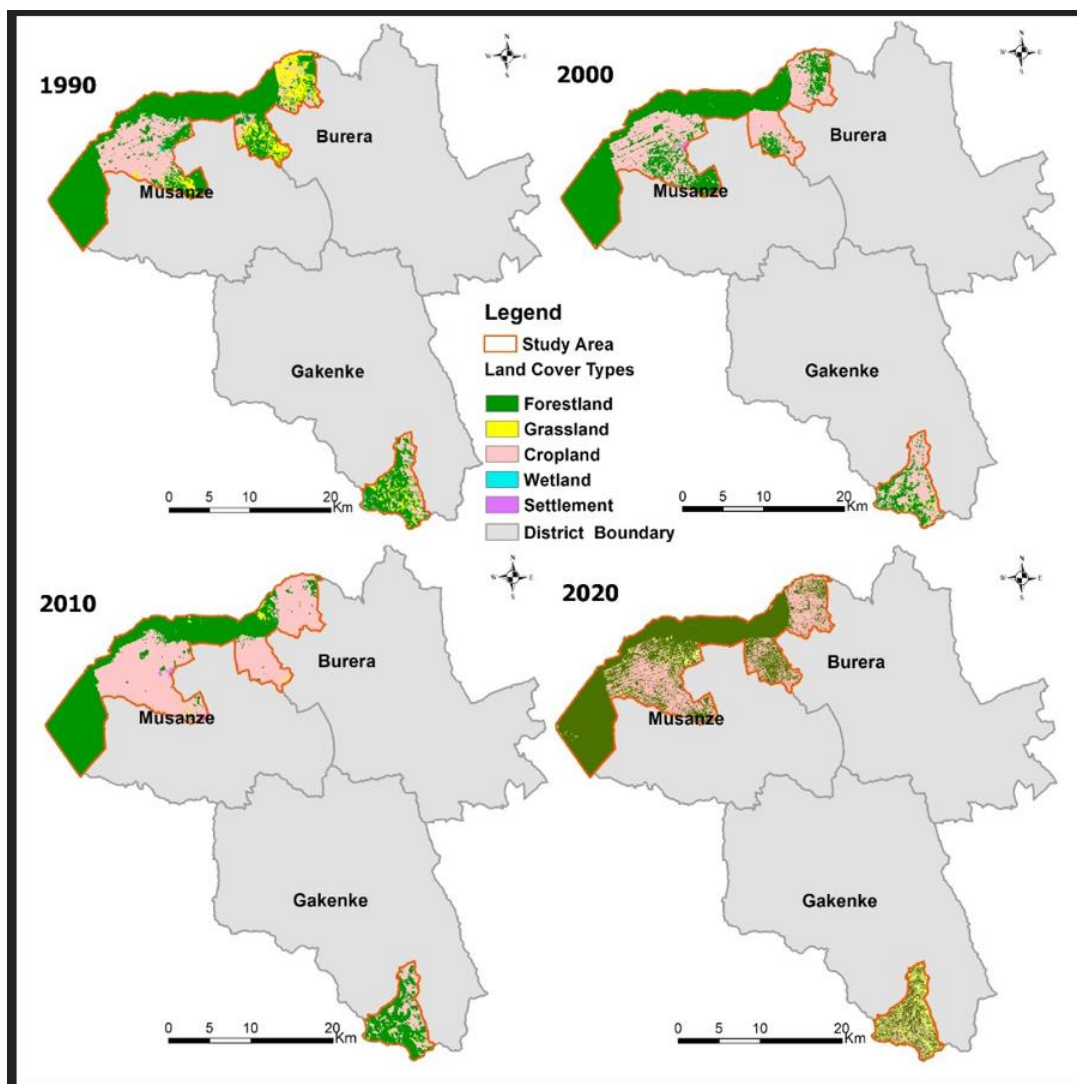 1990
N
W E
S
Burera
Musanze
Gakenke
0 5 10 20
Km
2000
N
W E
S
Burera
Musanze
Gakenke
0 5 10 20
Km
Legend
Study Area
Land Cover Types
Forestland
Grassland
Cropland
Wetland
Settlement
District Boundary
2010
N
W E
S
Burera
Musanze
Gakenke
0 5 10 20
Km
2020
N
W E
S
Burera
Musanze
Gakenke
0 5 10 20
Km